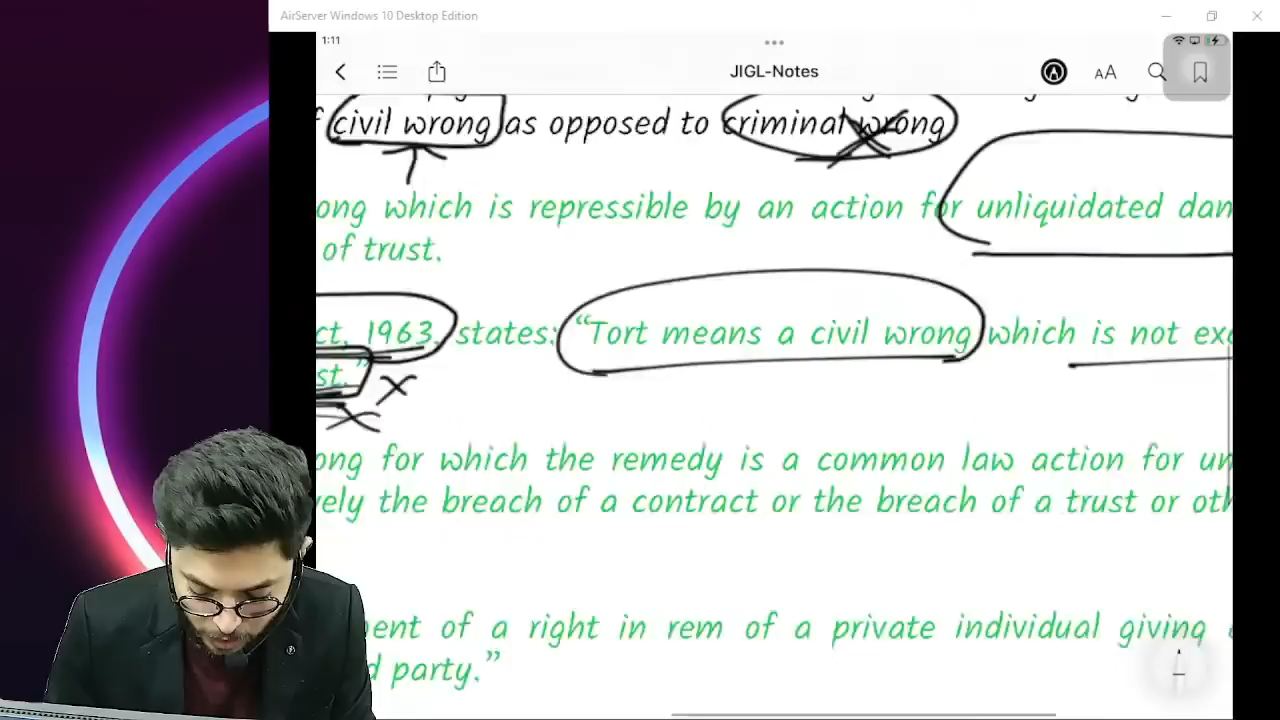 AirServer Windows 10 Desktop Edition
1:11
JIGL-Notes
AA
civil wrong as opposed to criminal wrong
ong which is repressible by an action for unliquidated dam
of trust.
ct, 1963, states: “Tort means a civil wrong which is not exc
st.”
ong for which the remedy is a common law action for un
vely the breach of a contract or the breach of a trust or oth
ent of a right in rem of a private individual giving
d party.”